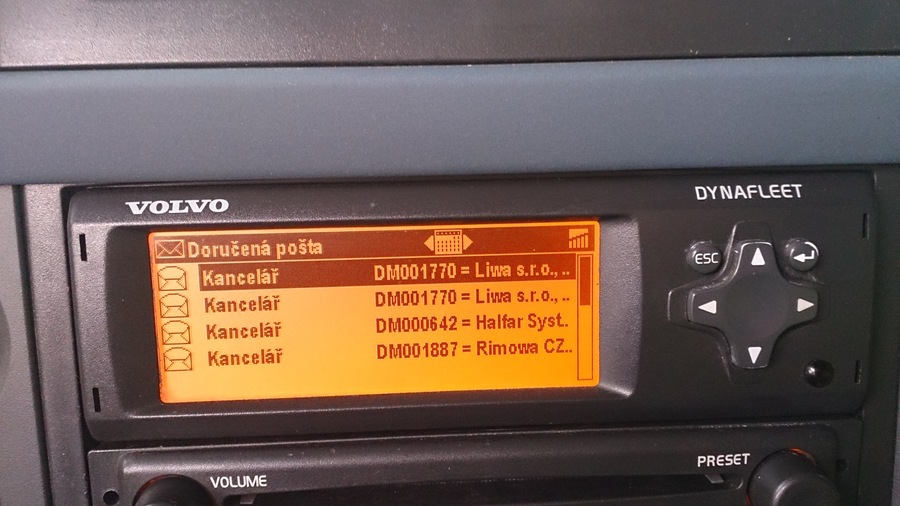 VOLVO
DYNAFLEET
Doručená pošta
Kancelář DM001770 = Liwa s.r.o., ..
Kancelář DM001770 = Liwa s.r.o., ..
Kancelář DM000642 = Halfar Syst..
Kancelář DM001887 = Rimowa CZ..
ESC
VOLUME
PRESET